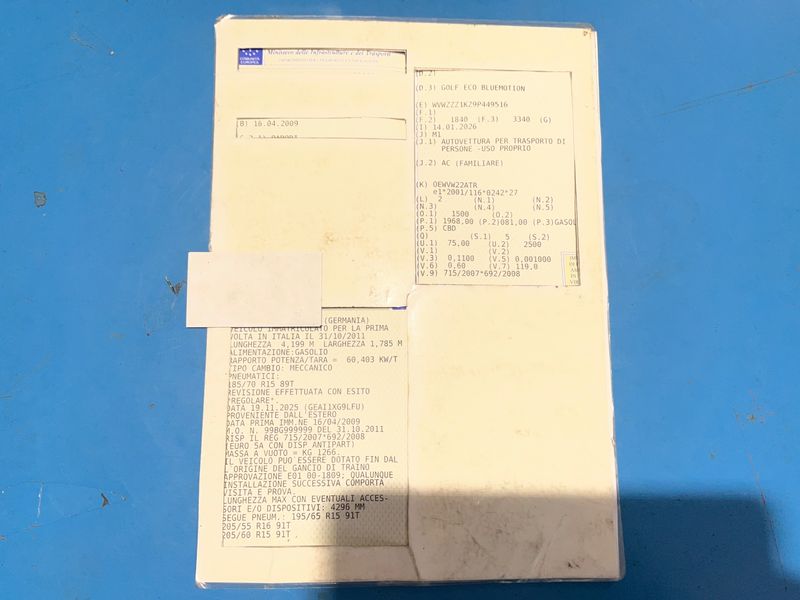 COMUNITÀ
EUROPEA
Ministero delle Infrastrutture e dei Trasporti
(B) 16.04.2009
(D.2)
(D.3) GOLF ECO BLUEMOTION
(E) WVWZZZ1KZ9P449516
(F.1)
(F.2) 1840 (F.3) 3340 (G)
(I) 14.01.2026
(J) M1
(J.1) AUTOVETTURA PER TRASPORTO DI
PERSONE -USO PROPRIO
(J.2) AC (FAMILIARE)
(K) OEWVW22ATR
e1*2001/116*0242*27
(L) 2 (N.1) (N.2)
(N.3) (N.4) (N.5)
(O.1) 1500 (O.2)
(P.1) 1968,00 (P.2)081,00 (P.3)GASOL
(P.5) CBD
(Q) (S.1) 5 (S.2)
(U.1) 75,00 (U.2) 2500
(V.1) (V.2)
(V.3) 0,1100 (V.5) 0,001000
(V.6) 0,60 (V.7) 119,0
(V.9) 715/2007*692/2008
(GERMANIA)
VEICOLO IMMATRICOLATO PER LA PRIMA
VOLTA IN ITALIA IL 31/10/2011
LUNGHEZZA 4,199 M LARGHEZZA 1,785 M
ALIMENTAZIONE:GASOLIO
RAPPORTO POTENZA/TARA = 60,403 KW/T
TIPO CAMBIO: MECCANICO
PNEUMATICI:
185/70 R15 89T
REVISIONE EFFETTUATA CON ESITO
"REGOLARE".
DATA 19.11.2025 (GEAI1XG9LFU)
PROVENIENTE DALL'ESTERO
DATA PRIMA IMM.NE 16/04/2009
M.O. N. 99BG999999 DEL 31.10.2011
RISP IL REG 715/2007*692/2008
(EURO 5A CON DISP ANTIPART)
MASSA A VUOTO = KG 1266.
IL VEICOLO PUO ESSERE DOTATO FIN DAL
L'ORIGINE DEL GANCIO DI TRAINO
APPROVAZIONE E01 00-1809; QUALUNQUE
INSTALLAZIONE SUCCESSIVA COMPORTA
VISITA E PROVA.
LUNGHEZZA MAX CON EVENTUALI ACCES-
SORI E/O DISPOSITIVI: 4296 MM
SEGUE PNEUM.: 195/65 R15 91T
205/55 R16 91T
205/60 R15 91T .